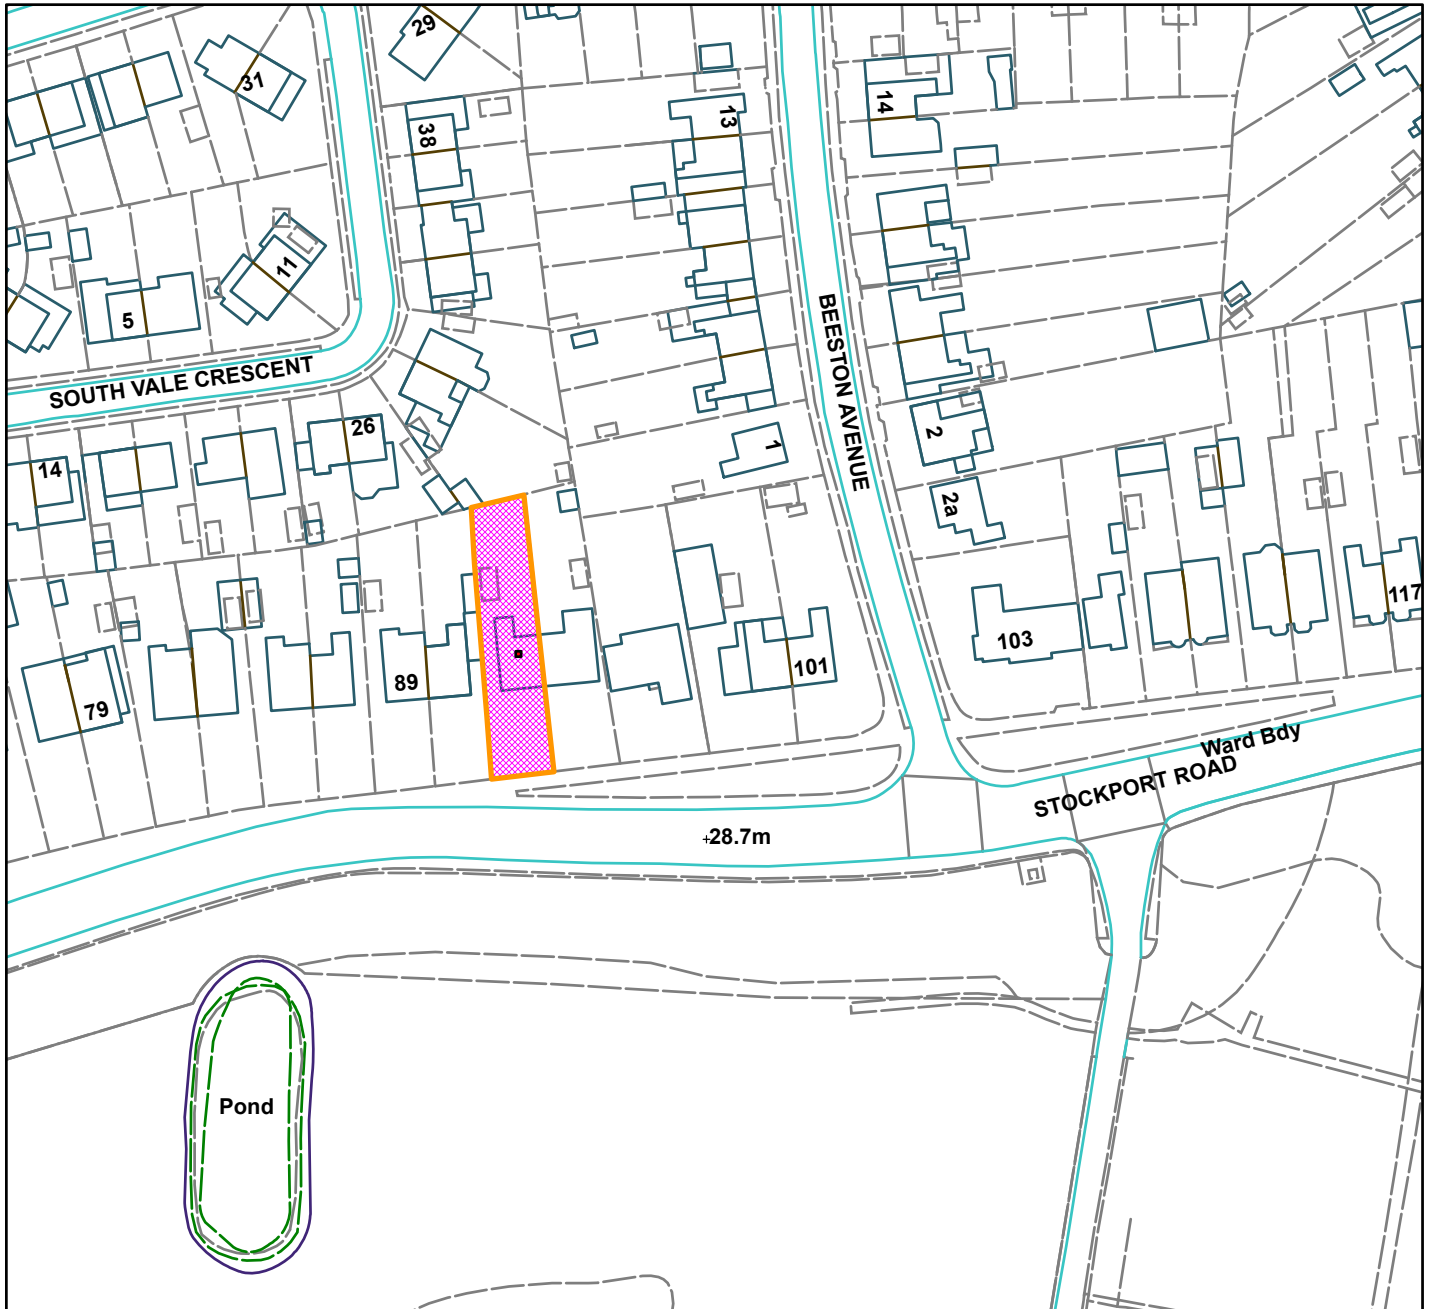 29
31
38
13
14
11
5
SOUTH VALE CRESCENT
BEESTON AVENUE
26
14
1
2
2a
79
89
101
103
117
Ward Bdy
STOCKPORT ROAD
28.7m
Pond